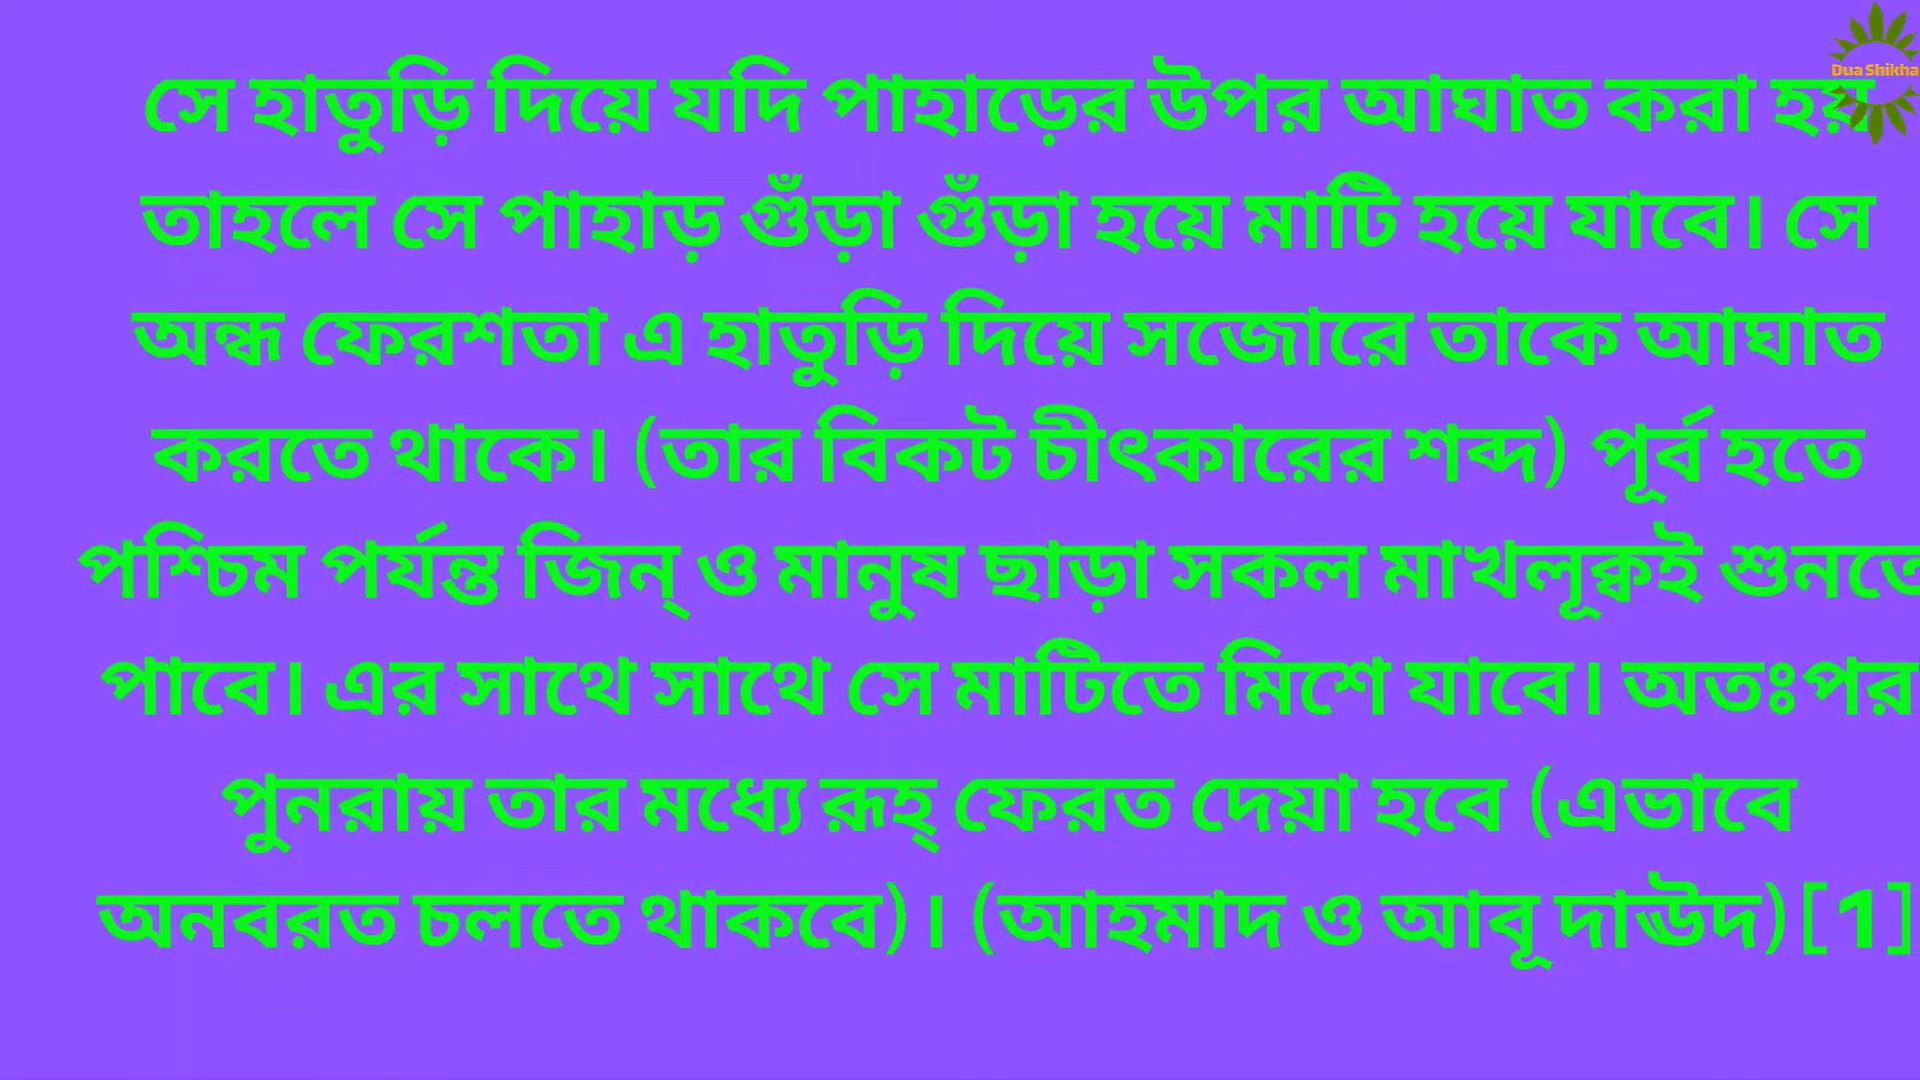 Dua Shikha
সে হাতুড়ি দিয়ে যদি পাহাড়ের উপর আঘাত করা হয়
তাহলে সে পাহাড় গুঁড়া গুঁড়া হয়ে মাটি হয়ে যাবে। সে
অন্ধ ফেরশতা এ হাতুড়ি দিয়ে সজোরে তাকে আঘাত
করতে থাকে। (তার বিকট চীৎকারের শব্দ) পূর্ব হতে
পশ্চিম পর্যন্ত জিন্ ও মানুষ ছাড়া সকল মাখলূক্বই শুনতে
পাবে। এর সাথে সাথে সে মাটিতে মিশে যাবে। অতঃপর
পুনরায় তার মধ্যে রূহ্ ফেরত দেয়া হবে (এভাবে
অনবরত চলতে থাকবে)। (আহমাদ ও আবূ দাঊদ)[1]